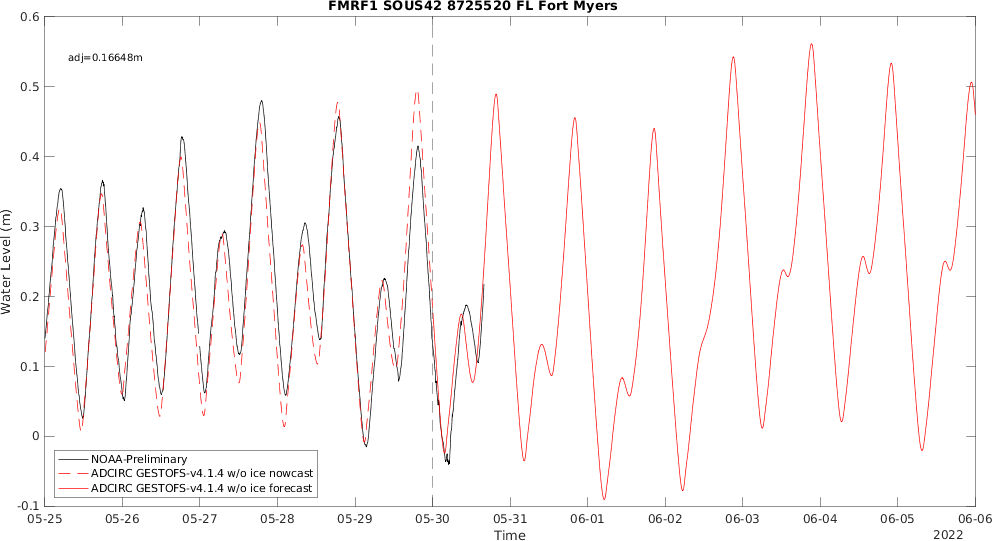 FMRF1 SOUS42 8725520 FL Fort Myers
adj=0.16648m
Water Level (m)
0.6
0.5
0.4
0.3
0.2
0.1
0
-0.1
NOAA-Preliminary
ADCIRC GESTOFS-v4.1.4 w/o ice nowcast
ADCIRC GESTOFS-v4.1.4 w/o ice forecast
05-25 05-26 05-27 05-28 05-29 05-30 05-31 06-01 06-02 06-03 06-04 06-05 06-06
Time
2022